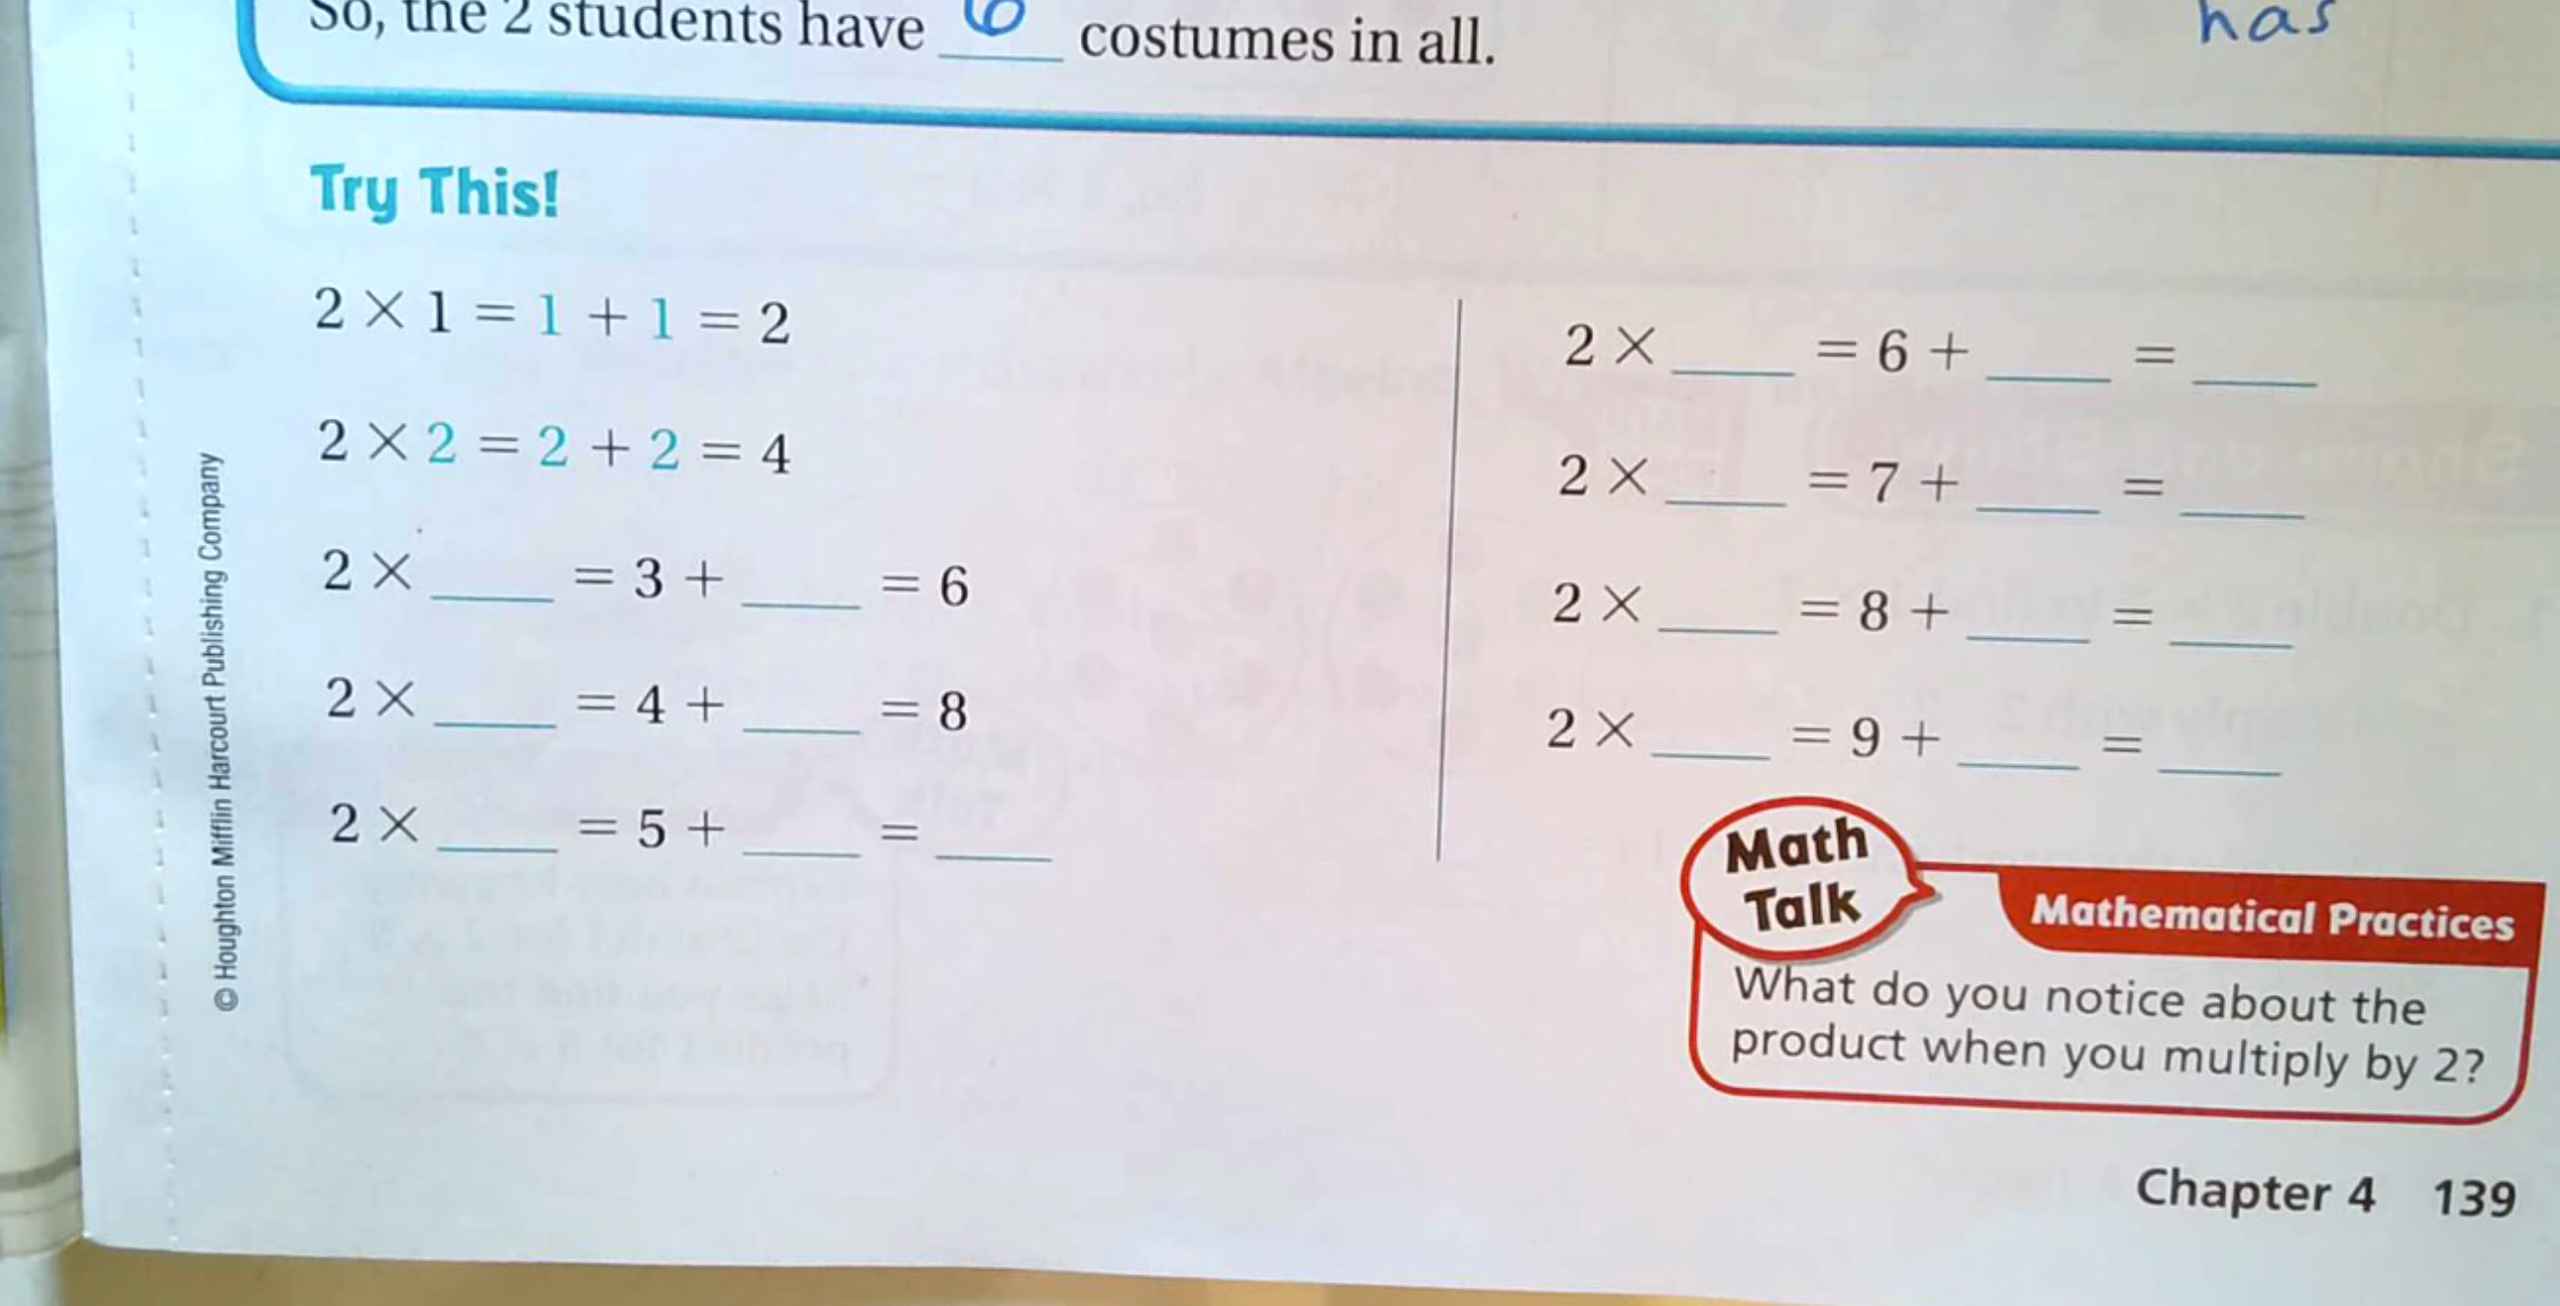 So, the 2 students have 6 costumes in all.
has
Try This!
2 × 1 = 1 + 1 = 2
2 × 2 = 2 + 2 = 4
2 × ___ = 3 + ___ = 6
2 × ___ = 4 + ___ = 8
2 × ___ = 5 + ___ = ___
2 × ___ = 6 + ___ = ___
2 × ___ = 7 + ___ = ___
2 × ___ = 8 + ___ = ___
2 × ___ = 9 + ___ = ___
Math
Talk
Mathematical Practices
What do you notice about the
product when you multiply by 2?
© Houghton Mifflin Harcourt Publishing Company
Chapter 4 139